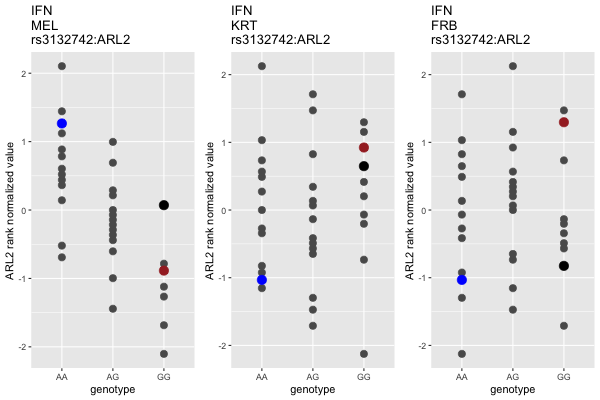 IFN
MEL
rs3132742:ARL2
ARL2 rank normalized value
2
1
0
-1
-2
AA
AG
GG
genotype
IFN
KRT
rs3132742:ARL2
ARL2 rank normalized value
2
1
0
-1
-2
AA
AG
GG
genotype
IFN
FRB
rs3132742:ARL2
ARL2 rank normalized value
2
1
0
-1
-2
AA
AG
GG
genotype